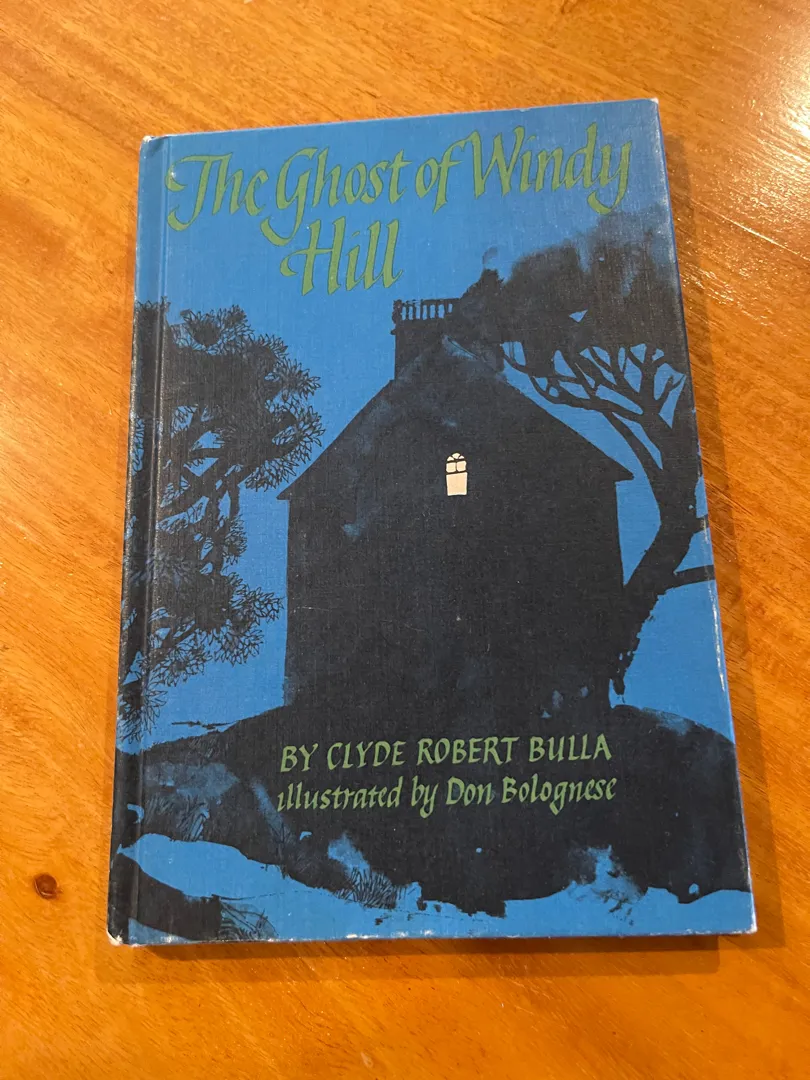 The Ghost of Windy
Hill
BY CLYDE ROBERT BULLA
illustrated by Don Bolognese